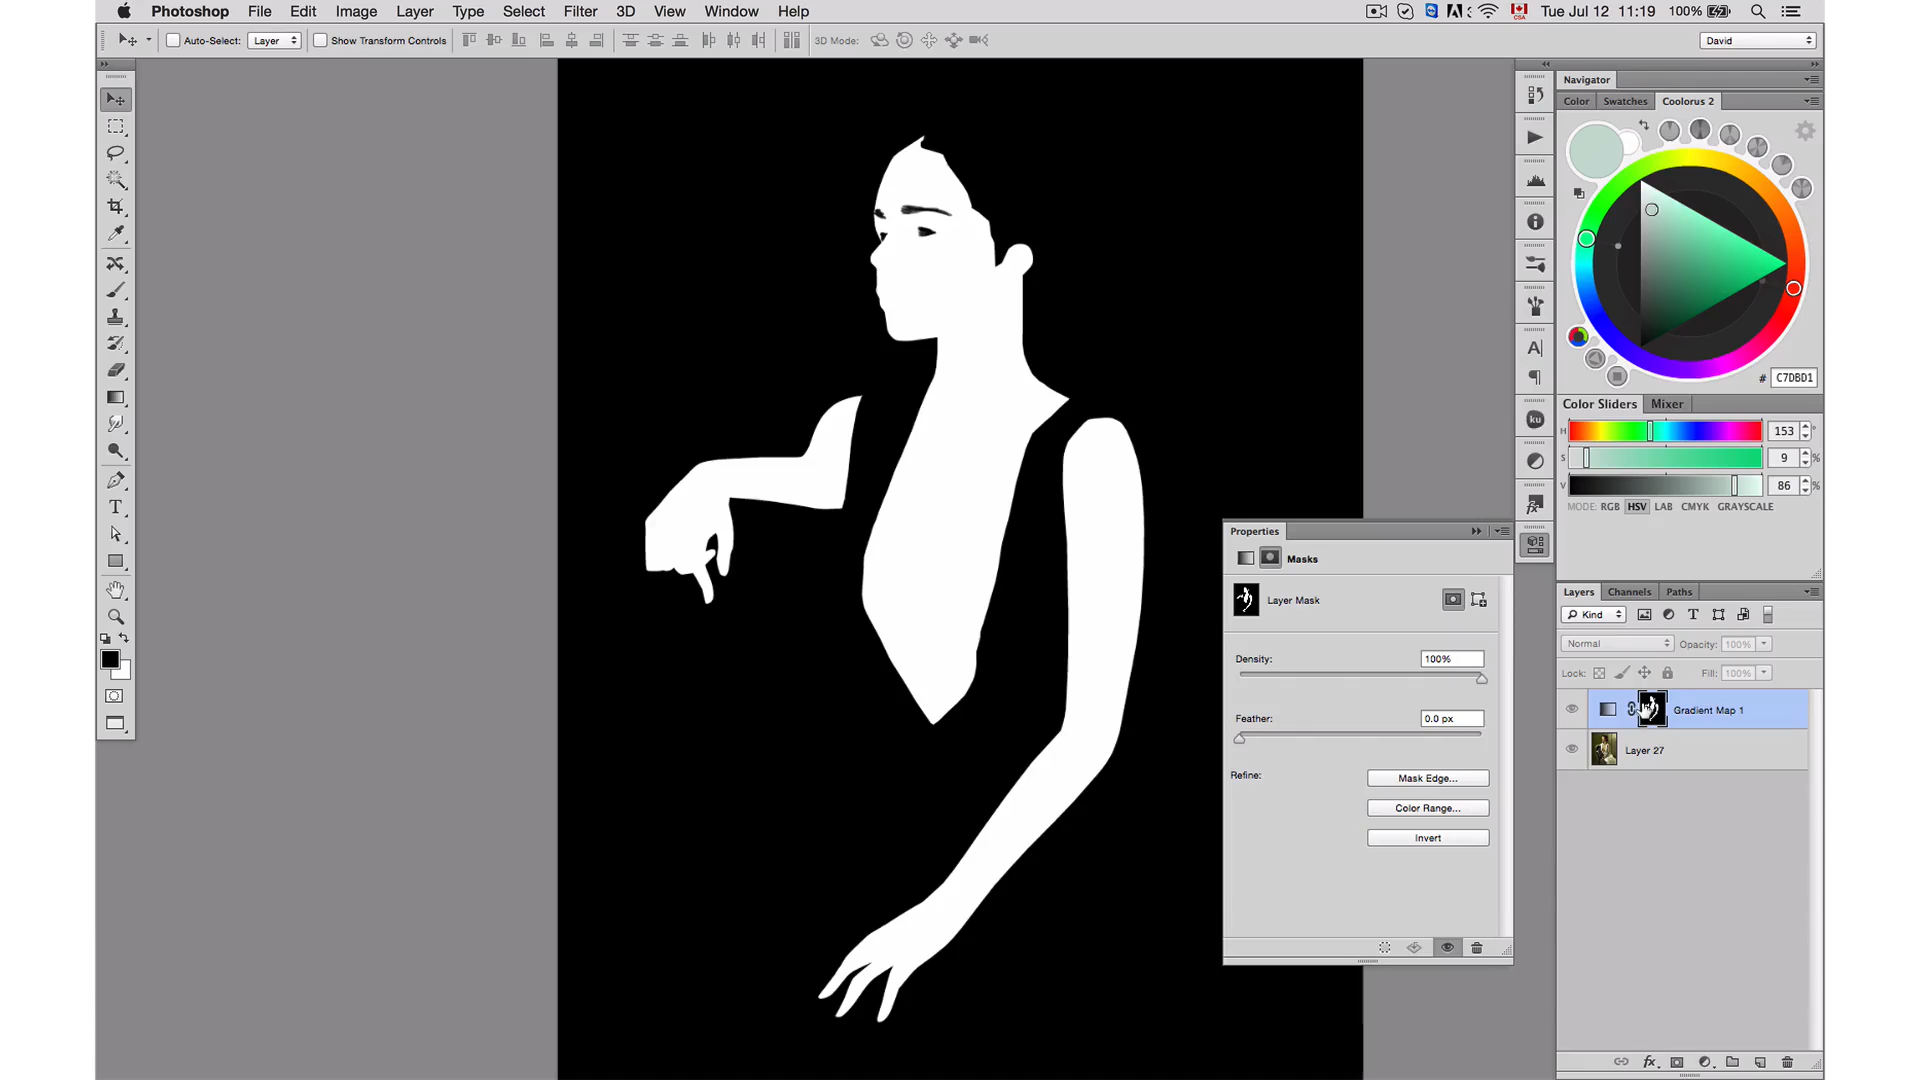 Photoshop File Edit Image Layer Type Select Filter 3D View Window Help
CSA Tue Jul 12 11:19 100%
Auto-Select: Layer Show Transform Controls 3D Mode: David
Navigator
Color Swatches Coolorus 2
# C7DBD1
Color Sliders Mixer
H 153 °
S 9 %
V 86 %
MODE: RGB HSV LAB CMYK GRAYSCALE
ku
Properties
Masks
Layer Mask
Density: 100%
Feather: 0.0 px
Refine:
Mask Edge...
Color Range...
Invert
Layers Channels Paths
Kind
Normal Opacity: 100%
Lock: Fill: 100%
Gradient Map 1
Layer 27
fx